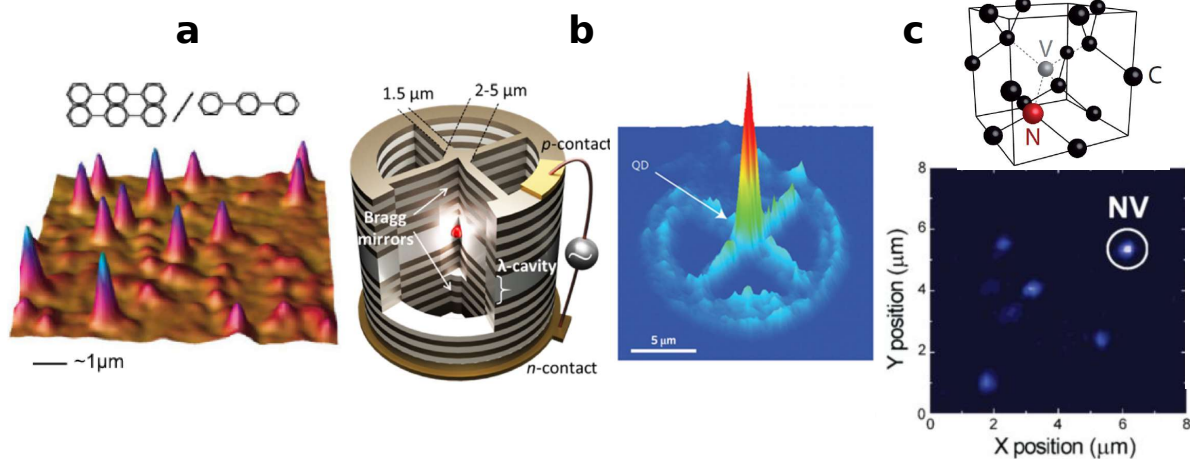 a
~1μm
b
1.5 μm
2-5 μm
p-contact
Bragg
mirrors
λ-cavity
n-contact
QD
5 μm
c
V
C
N
NV
Y position (μm)
8
6
4
2
0
0 2 4 6 8
X position (μm)